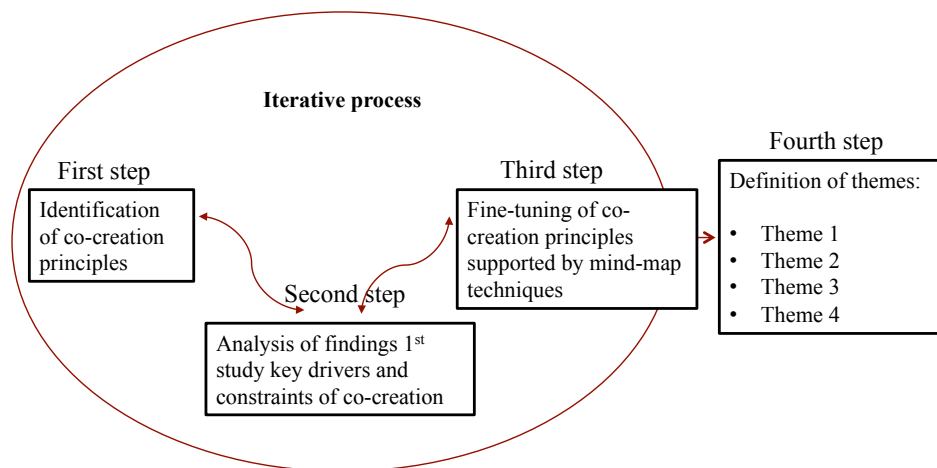 Iterative process
First step
Identification
of co-creation
principles
Second step
Analysis of findings 1st
study key drivers and
constraints of co-creation
Third step
Fine-tuning of co-
creation principles
supported by mind-map
techniques
Fourth step
Definition of themes:
• Theme 1
• Theme 2
• Theme 3
• Theme 4